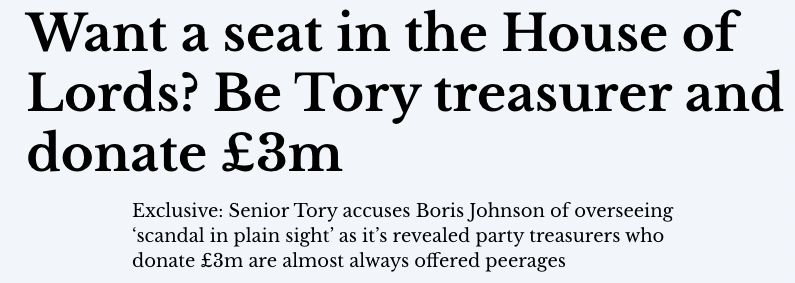 Want a seat in the House of
Lords? Be Tory treasurer and
donate £3m
Exclusive: Senior Tory accuses Boris Johnson of overseeing
‘scandal in plain sight’ as it’s revealed party treasurers who
donate £3m are almost always offered peerages